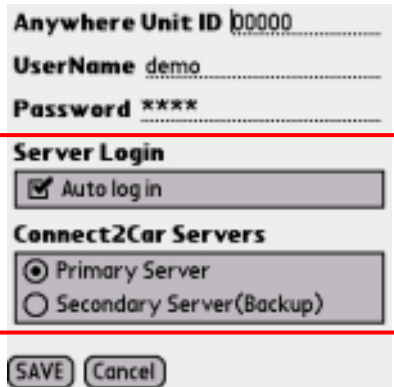 Anywhere Unit ID 00000
UserName demo
Password ****
Server Login
Auto log in
Connect2Car Servers
Primary Server
Secondary Server(Backup)
SAVE Cancel